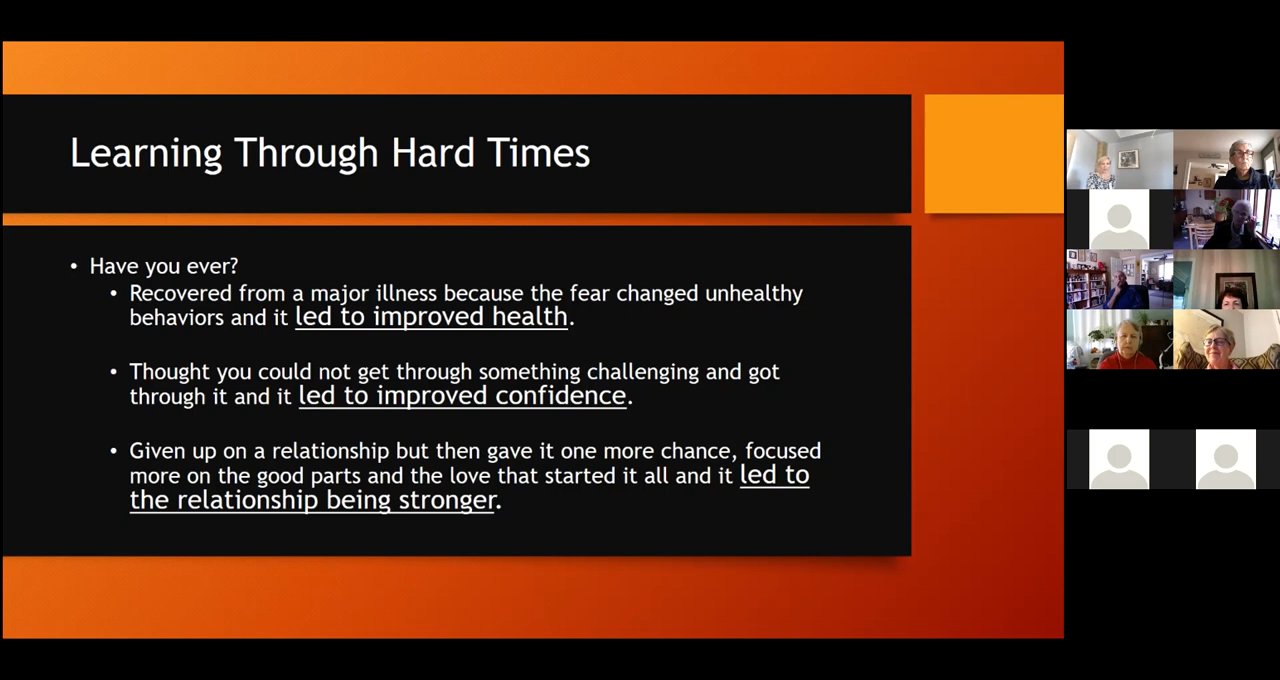 Learning Through Hard Times
• Have you ever?
• Recovered from a major illness because the fear changed unhealthy
behaviors and it led to improved health.
• Thought you could not get through something challenging and got
through it and it led to improved confidence.
• Given up on a relationship but then gave it one more chance, focused
more on the good parts and the love that started it all and it led to
the relationship being stronger.